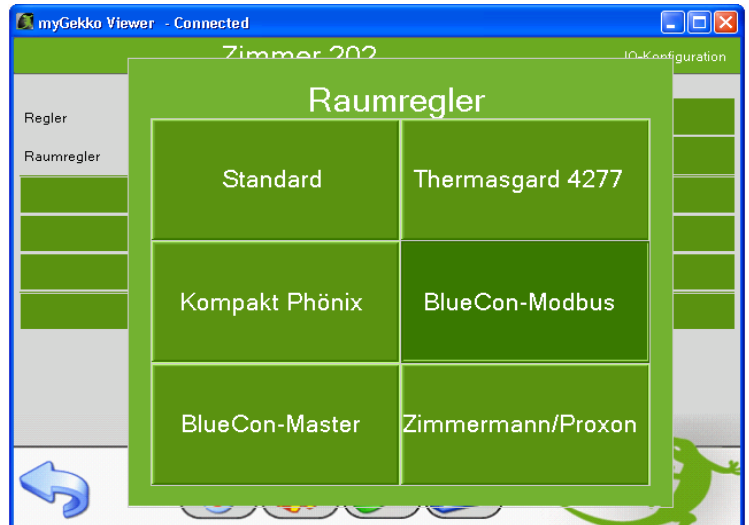 myGekko Viewer - Connected
Zimmer 202
IO-Konfiguration
Raumregler
Regler
Raumregler
Standard
Thermasgard 4277
Kompakt Phönix
BlueCon-Modbus
BlueCon-Master
Zimmermann/Proxon